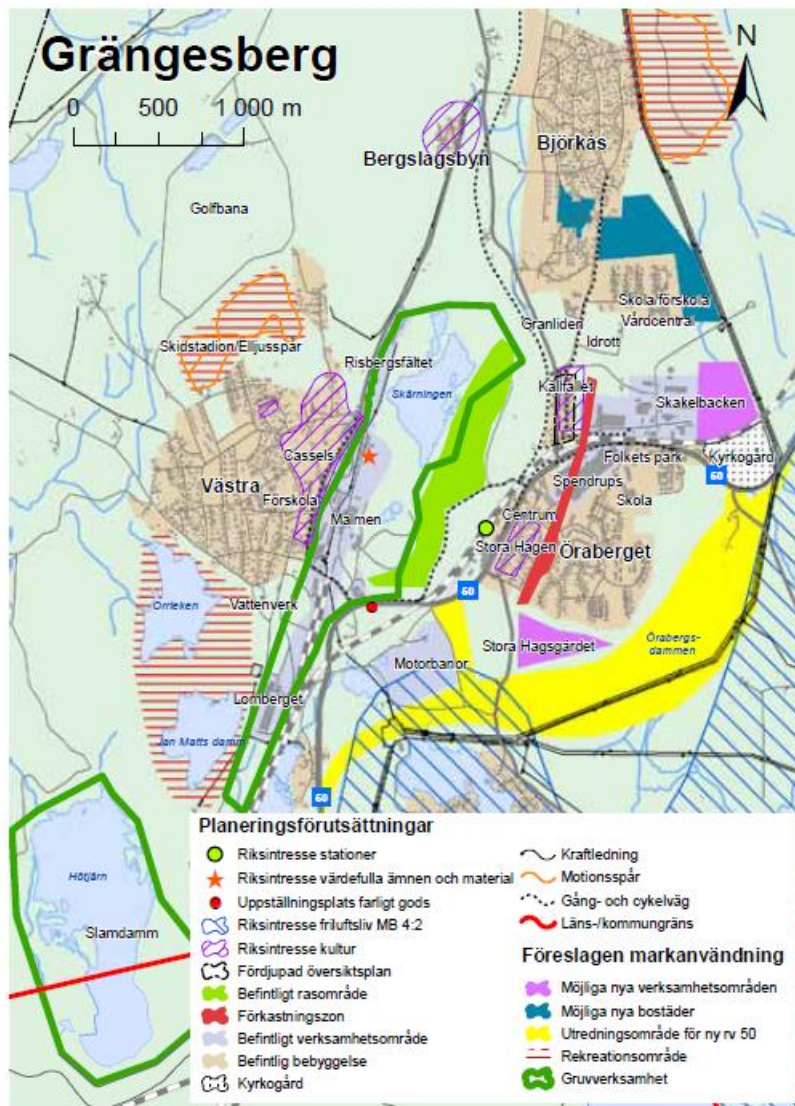 Grängesberg
N
0 500 1 000 m
Bergslagsbyn
Björkås
Golfbana
Skola/förskola
Vårdcentral
Granliden
Idrott
Skidstadion/Elljusspår
Risbergsfältet
Skärningen
Källfallet
Skakelbacken
Cassels
Folkets park
Kyrkogård
60
Västra
Förskola
Malmen
Spendrups
Skola
Centrum
Stora Hagen
Öraberget
Orrleken
Vattenverk
60
Stora Hagsgärdet
Örabergs-
dammen
Motorbanor
Lomberget
Jan Matts damm
60
Hötjärn
Slamdamm
Planeringsförutsättningar
Riksintresse stationer
Riksintresse värdefulla ämnen och material
Uppställningsplats farligt gods
Riksintresse friluftsliv MB 4:2
Riksintresse kultur
Fördjupad översiktsplan
Befintligt rasområde
Förkastningszon
Befintligt verksamhetsområde
Befintlig bebyggelse
Kyrkogård
Kraftledning
Motionsspår
Gång- och cykelväg
Läns-/kommungräns
Föreslagen markanvändning
Möjliga nya verksamhetsområden
Möjliga nya bostäder
Utredningsområde för ny rv 50
Rekreationsområde
Gruvverksamhet